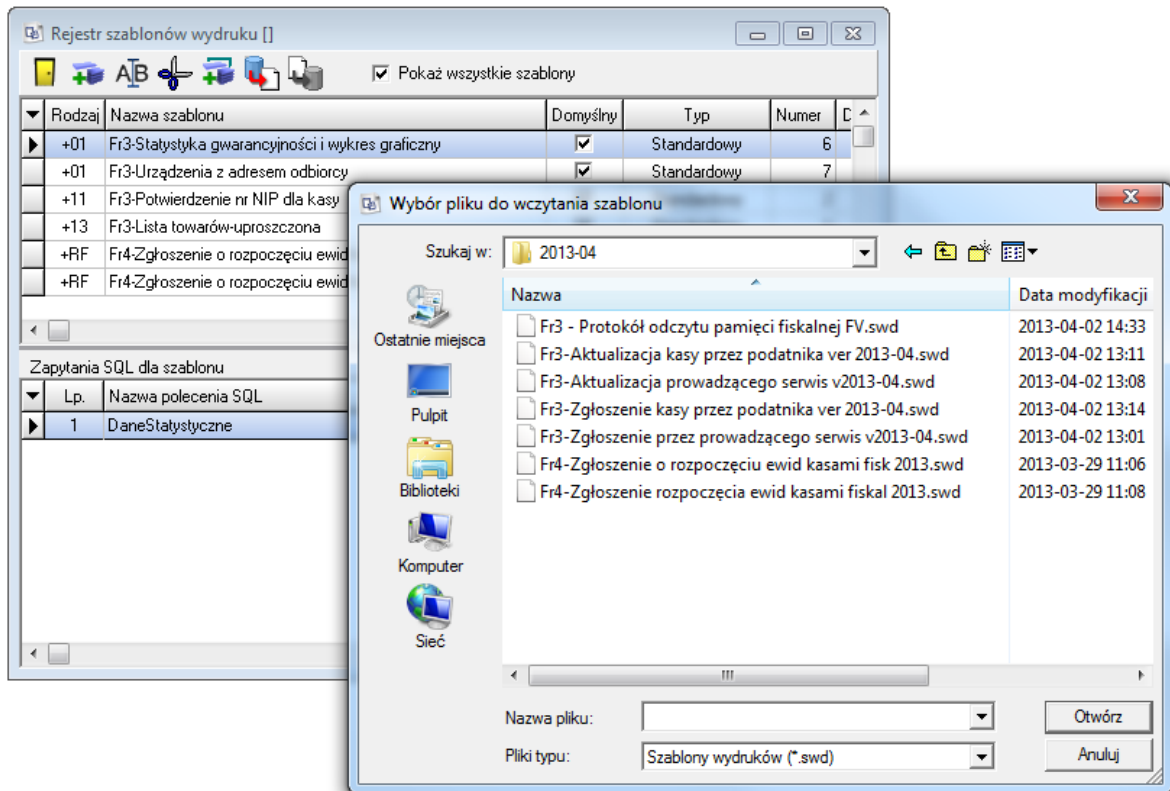 Rejestr szablonów wydruku []
Pokaż wszystkie szablony
Rodzaj Nazwa szablonu Domyślny Typ Numer
+01 Fr3-Statystyka gwarancyjności i wykres graficzny Standardowy 6
+01 Fr3-Urządzenia z adresem odbiorcy Standardowy 7
+11 Fr3-Potwierdzenie nr NIP dla kasy
+13 Fr3-Lista towarów-uproszczona
+RF Fr4-Zgłoszenie o rozpoczęciu ewid
+RF Fr4-Zgłoszenie o rozpoczęciu ewid
Zapytania SQL dla szablonu
Lp. Nazwa polecenia SQL
1 DaneStatystyczne
Wybór pliku do wczytania szablonu
Szukaj w: 2013-04
Ostatnie miejsca
Pulpit
Biblioteki
Komputer
Sieć
Nazwa Data modyfikacji
Fr3 - Protokół odczytu pamięci fiskalnej FV.swd 2013-04-02 14:33
Fr3-Aktualizacja kasy przez podatnika ver 2013-04.swd 2013-04-02 13:11
Fr3-Aktualizacja prowadzącego serwis v2013-04.swd 2013-04-02 13:08
Fr3-Zgłoszenie kasy przez podatnika ver 2013-04.swd 2013-04-02 13:14
Fr3-Zgłoszenie przez prowadzącego serwis v2013-04.swd 2013-04-02 13:01
Fr4-Zgłoszenie o rozpoczęciu ewid kasami fisk 2013.swd 2013-03-29 11:06
Fr4-Zgłoszenie rozpoczęcia ewid kasami fiskal 2013.swd 2013-03-29 11:08
Nazwa pliku: Otwórz
Pliki typu: Szablony wydruków (*.swd) Anuluj